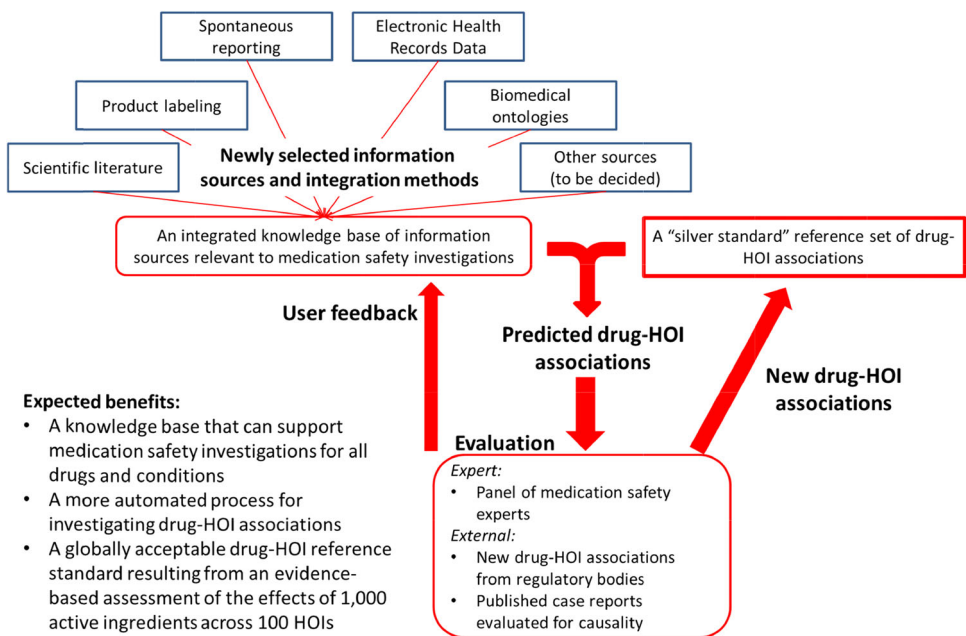 Spontaneous
reporting
Electronic Health
Records Data
Product labeling
Biomedical
ontologies
Scientific literature
Newly selected information
sources and integration methods
Other sources
(to be decided)
An integrated knowledge base of information
sources relevant to medication safety investigations
A “silver standard” reference set of drug-
HOI associations
User feedback
Predicted drug-HOI
associations
New drug-HOI
associations
Expected benefits:
• A knowledge base that can support
medication safety investigations for all
drugs and conditions
• A more automated process for
investigating drug-HOI associations
• A globally acceptable drug-HOI reference
standard resulting from an evidence-
based assessment of the effects of 1,000
active ingredients across 100 HOIs
Evaluation
Expert:
• Panel of medication safety
experts
External:
• New drug-HOI associations
from regulatory bodies
• Published case reports
evaluated for causality